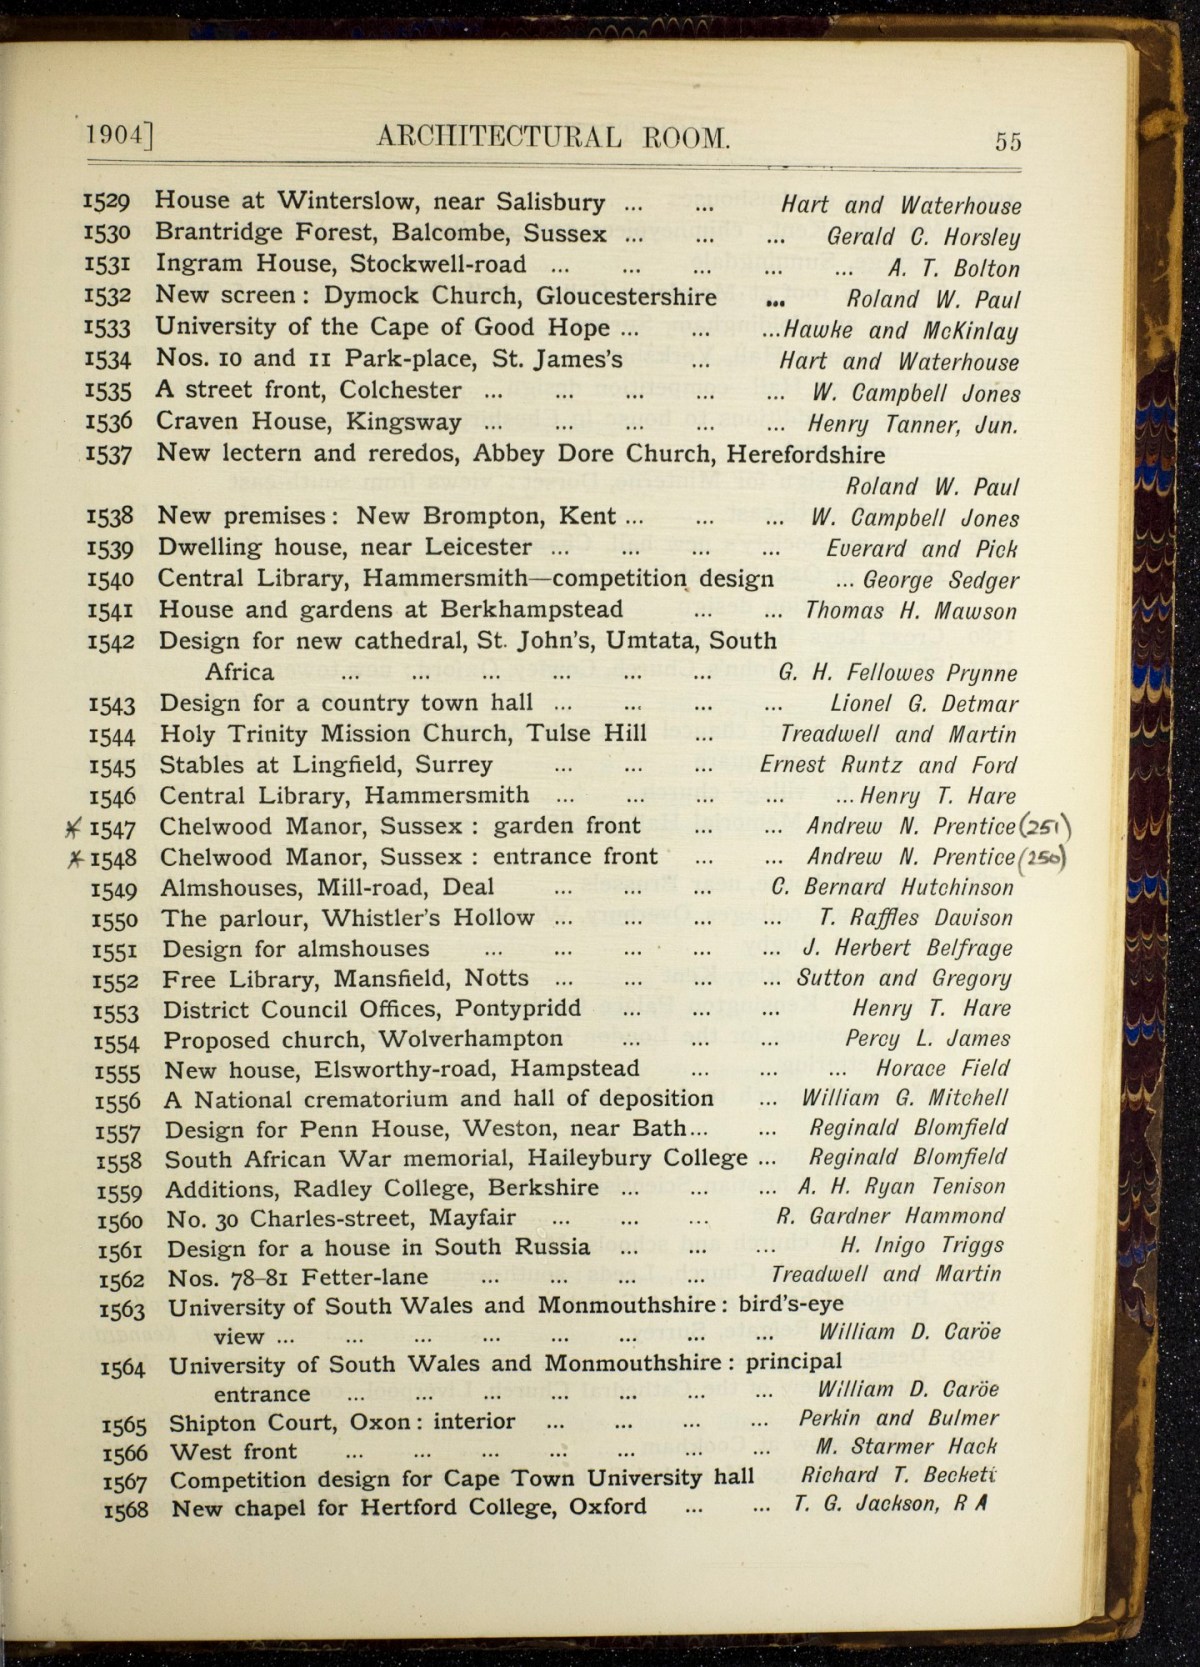 1904] ARCHITECTURAL ROOM. 55
1529 House at Winterslow, near Salisbury ... ... Hart and Waterhouse
1530 Brantridge Forest, Balcombe, Sussex ... ... ... Gerald C. Horsley
1531 Ingram House, Stockwell-road ... ... ... ... ... A. T. Bolton
1532 New screen : Dymock Church, Gloucestershire ... Roland W. Paul
1533 University of the Cape of Good Hope ... ... ...Hawke and McKinlay
1534 Nos. 10 and 11 Park-place, St. James's ... Hart and Waterhouse
1535 A street front, Colchester ... ... ... ... ... W. Campbell Jones
1536 Craven House, Kingsway ... ... ... ... ... Henry Tanner, Jun.
1537 New lectern and reredos, Abbey Dore Church, Herefordshire
Roland W. Paul
1538 New premises : New Brompton, Kent ... ... ... W. Campbell Jones
1539 Dwelling house, near Leicester ... ... ... ... Everard and Pick
1540 Central Library, Hammersmith—competition design ... George Sedger
1541 House and gardens at Berkhampstead ... ... Thomas H. Mawson
1542 Design for new cathedral, St. John's, Umtata, South
Africa ... ... ... ... ... ... G. H. Fellowes Prynne
1543 Design for a country town hall ... ... ... ... Lionel G. Detmar
1544 Holy Trinity Mission Church, Tulse Hill ... Treadwell and Martin
1545 Stables at Lingfield, Surrey ... ... ... Ernest Runtz and Ford
1546 Central Library, Hammersmith ... ... ... ... ... Henry T. Hare
* 1547 Chelwood Manor, Sussex : garden front ... ... Andrew N. Prentice (251)
* 1548 Chelwood Manor, Sussex : entrance front ... ... Andrew N. Prentice (250)
1549 Almshouses, Mill-road, Deal ... ... ... C. Bernard Hutchinson
1550 The parlour, Whistler's Hollow ... ... ... ... T. Raffles Davison
1551 Design for almshouses ... ... ... ... ... J. Herbert Belfrage
1552 Free Library, Mansfield, Notts ... ... ... ... Sutton and Gregory
1553 District Council Offices, Pontypridd ... ... ... Henry T. Hare
1554 Proposed church, Wolverhampton ... ... ... Percy L. James
1555 New house, Elsworthy-road, Hampstead ... ... ... Horace Field
1556 A National crematorium and hall of deposition ... William G. Mitchell
1557 Design for Penn House, Weston, near Bath... ... Reginald Blomfield
1558 South African War memorial, Haileybury College ... Reginald Blomfield
1559 Additions, Radley College, Berkshire ... ... ... A. H. Ryan Tenison
1560 No. 30 Charles-street, Mayfair ... ... ... R. Gardner Hammond
1561 Design for a house in South Russia ... ... ... H. Inigo Triggs
1562 Nos. 78-81 Fetter-lane ... ... ... ... Treadwell and Martin
1563 University of South Wales and Monmouthshire : bird's-eye
view ... ... ... ... ... ... ... ... William D. Caröe
1564 University of South Wales and Monmouthshire : principal
entrance ... ... ... ... ... ... ... William D. Caröe
1565 Shipton Court, Oxon : interior ... ... ... ... Perkin and Bulmer
1566 West front ... ... ... ... ... ... ... M. Starmer Hack
1567 Competition design for Cape Town University hall Richard T. Beckett
1568 New chapel for Hertford College, Oxford ... ... T. G. Jackson, R A